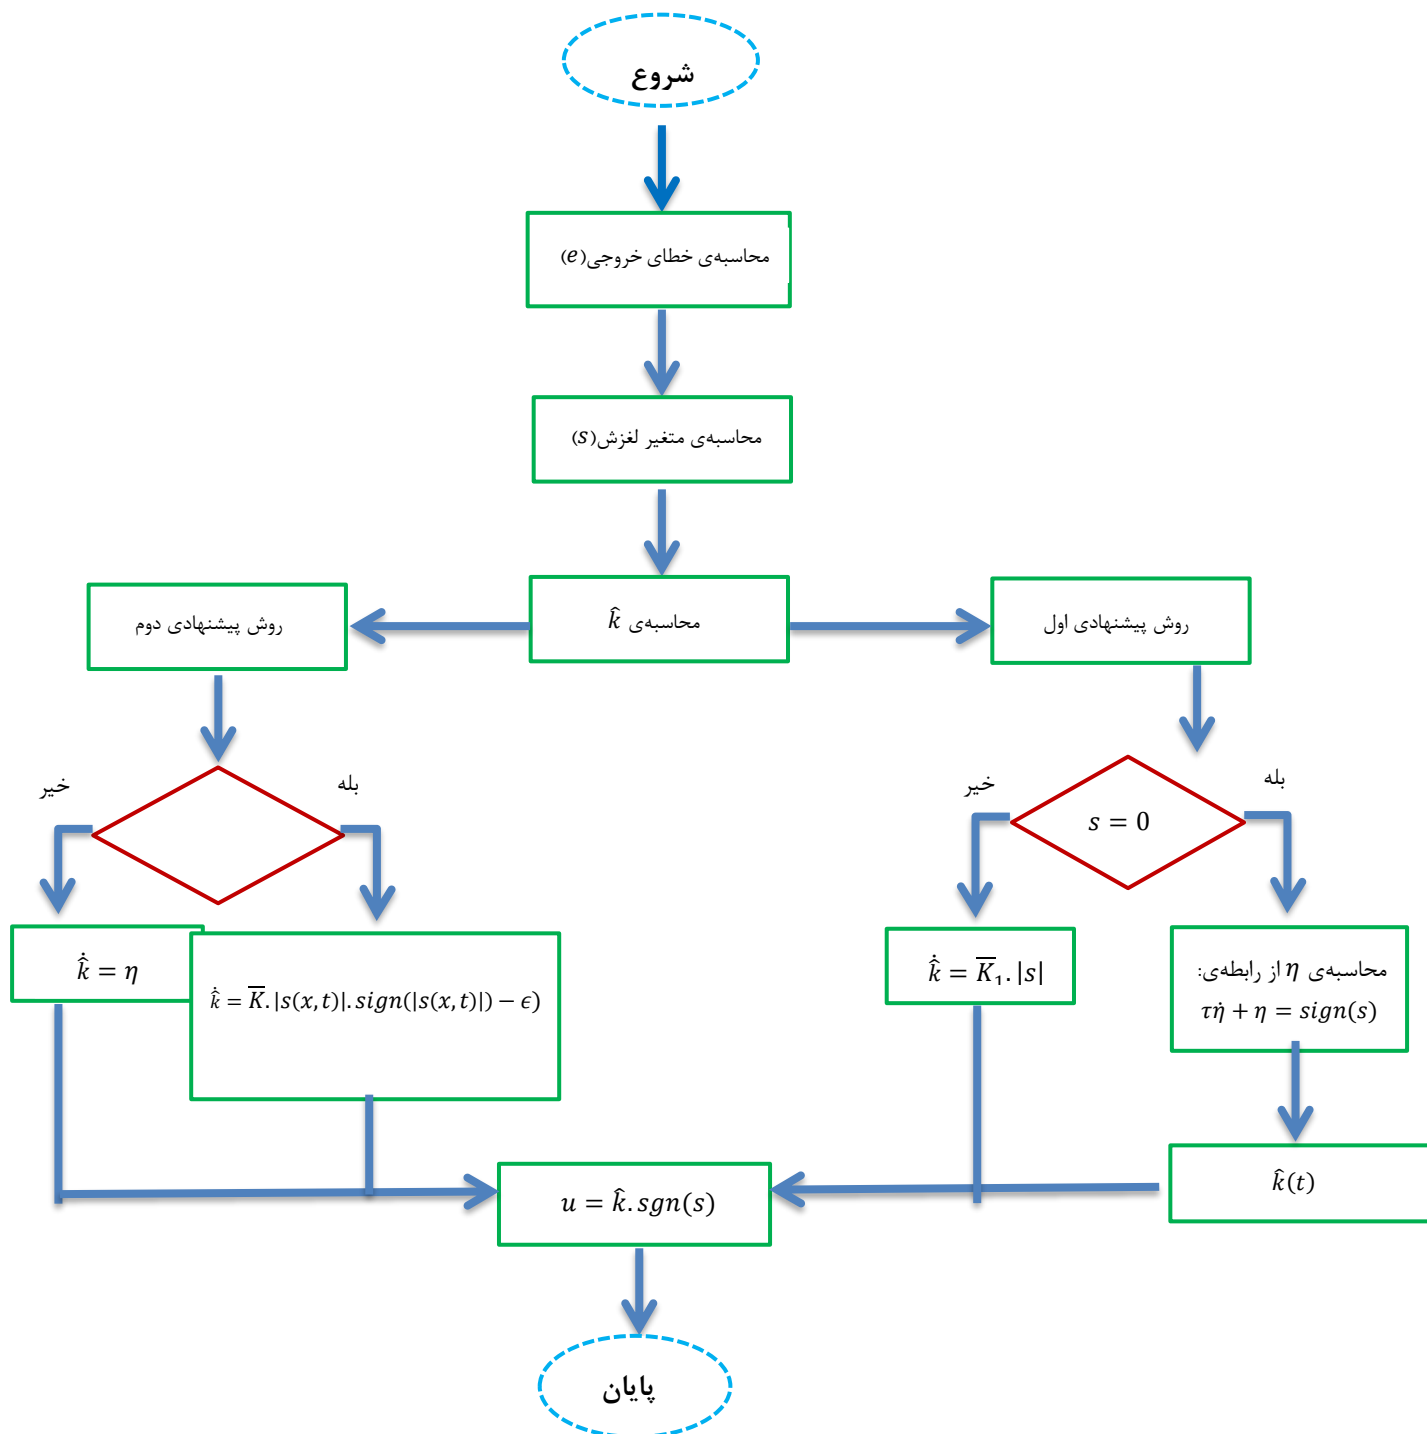 شروع
محاسبه‌ی خطای خروجی(e)
محاسبه‌ی متغیر لغزش(s)
محاسبه‌ی k̂
روش پیشنهادی اول
روش پیشنهادی دوم
بله
خیر
s = 0
بله
خیر
محاسبه‌ی η از رابطه‌ی:
τη̇ + η = sign(s)
k̂̇ = K̅₁.|s|
k̂̇ = K̅.|s(x,t)|.sign(|s(x,t)|) − ϵ)
k̂̇ = η
k̂(t)
u = k̂.sgn(s)
پایان